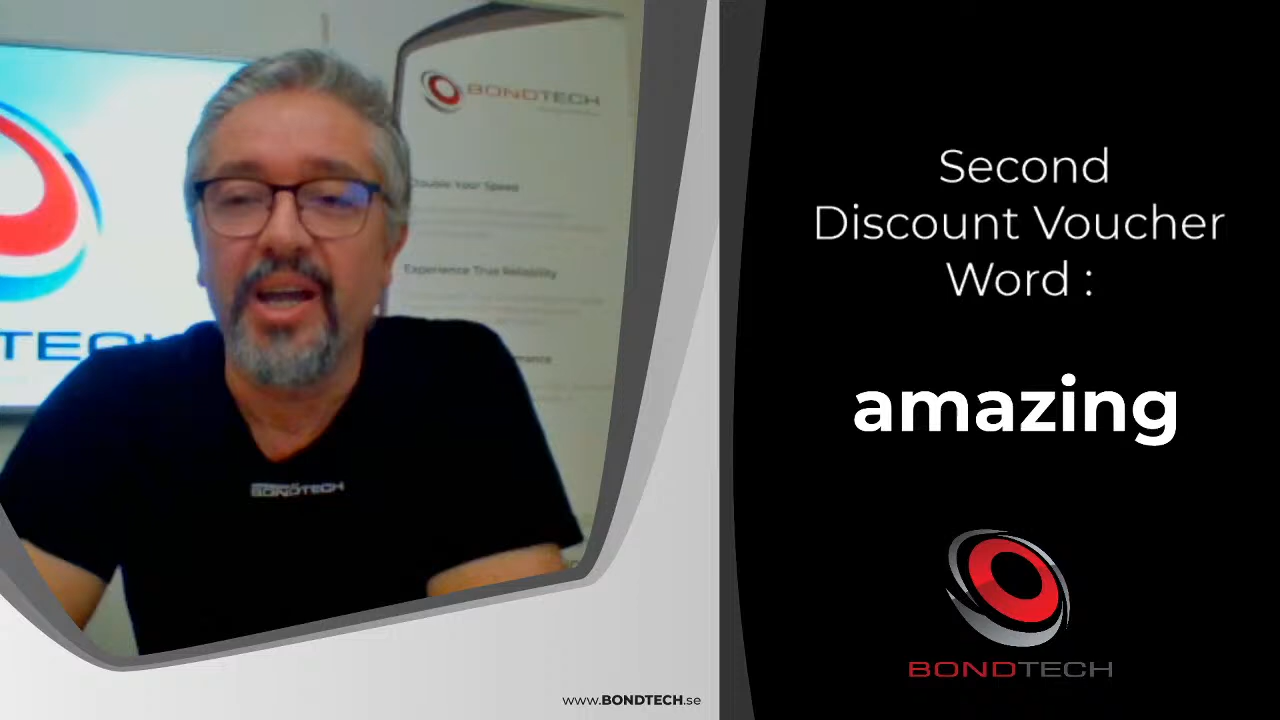 BONDTECH
Double Your Speed
Experience True Reliability
BONDTECH
Second
Discount Voucher
Word :
amazing
BONDTECH
www.BONDTECH.se